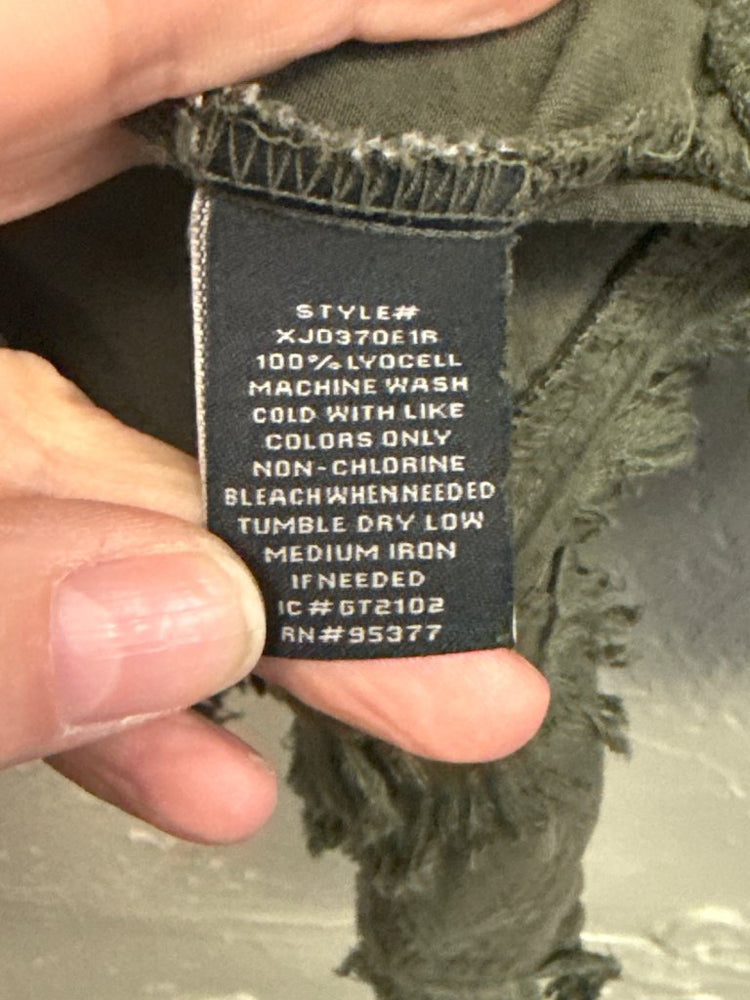 STYLE#
XJ0370E1R
100% LYOCELL
MACHINE WASH
COLD WITH LIKE
COLORS ONLY
NON-CHLORINE
BLEACH WHEN NEEDED
TUMBLE DRY LOW
MEDIUM IRON
IF NEEDED
IC#GT2102
RN#95377